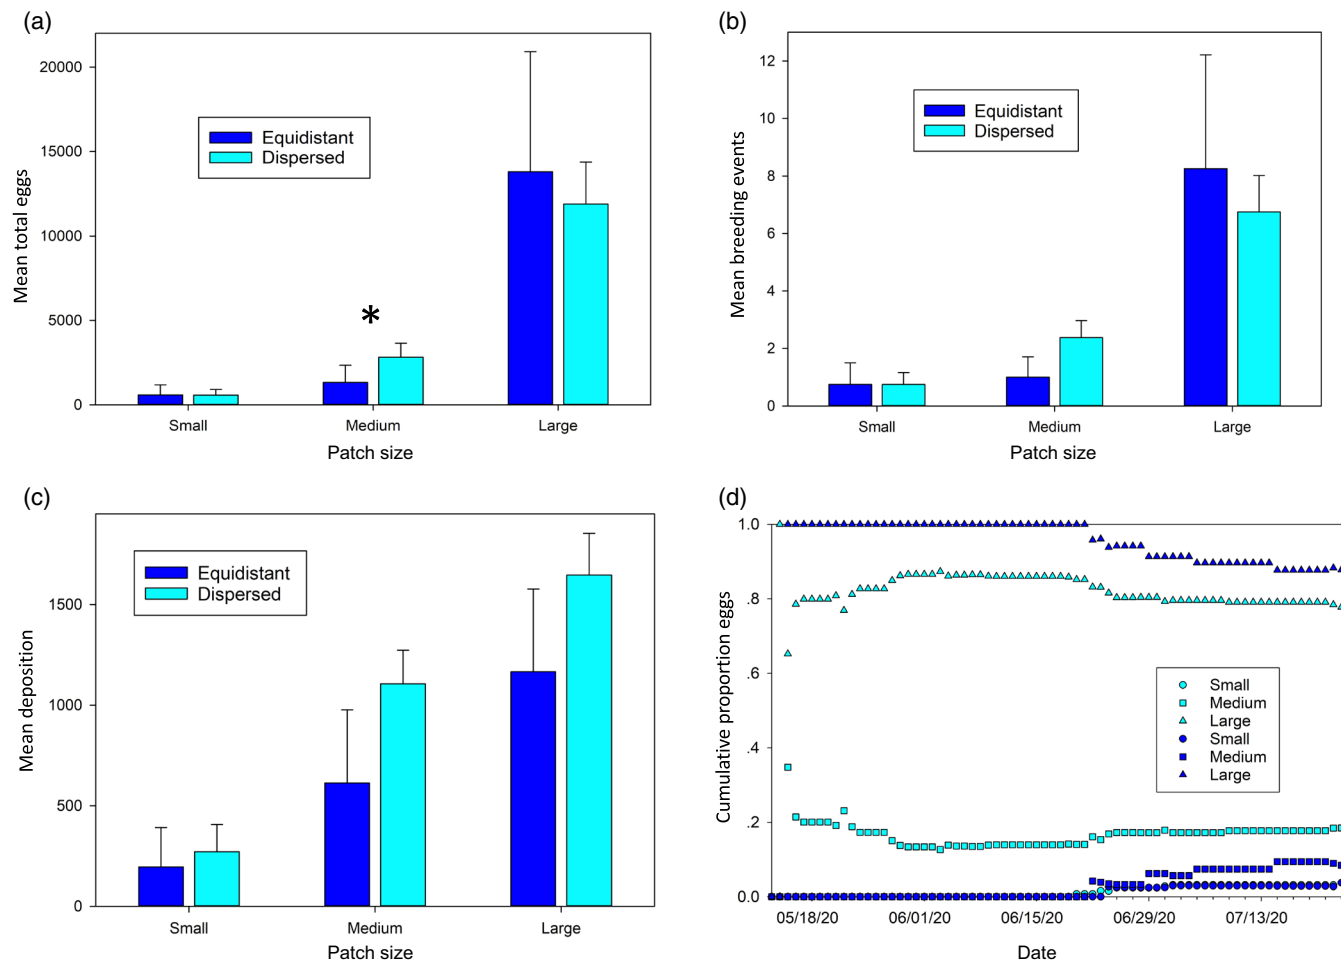 (a)
20000
15000
10000
5000
0
Mean total eggs
Equidistant
Dispersed
*
Small
Medium
Large
Patch size
(b)
12
10
8
6
4
2
0
Mean breeding events
Equidistant
Dispersed
Small
Medium
Large
Patch size
(c)
1500
1000
500
0
Mean deposition
Equidistant
Dispersed
Small
Medium
Large
Patch size
(d)
1.0
.8
.6
.4
.2
0.0
Cumulative proportion eggs
Small
Medium
Large
Small
Medium
Large
05/18/20 06/01/20 06/15/20 06/29/20 07/13/20
Date